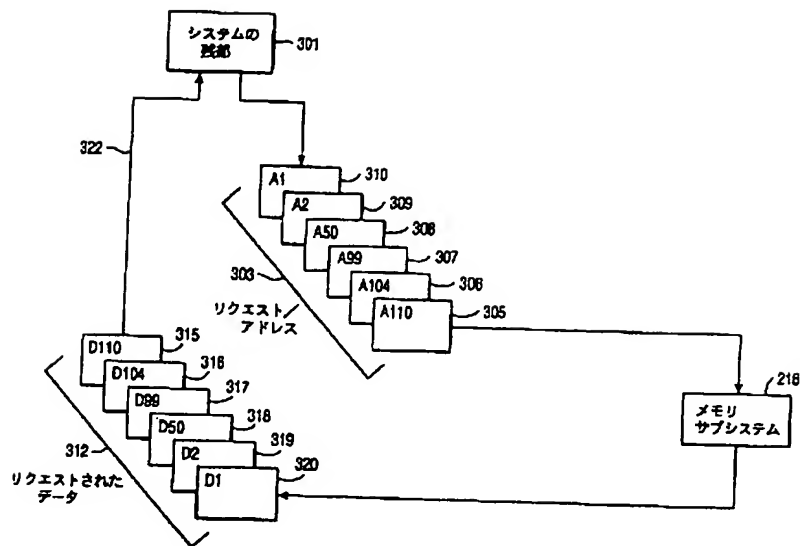 システムの
残部
301
322
A1
310
A2
309
A50
308
A99
307
A104
306
A110
305
303
リクエスト/
アドレス
D110
315
D104
316
D99
317
D50
318
D2
319
D1
320
312
リクエストされた
データ
216
メモリ
サブシステム